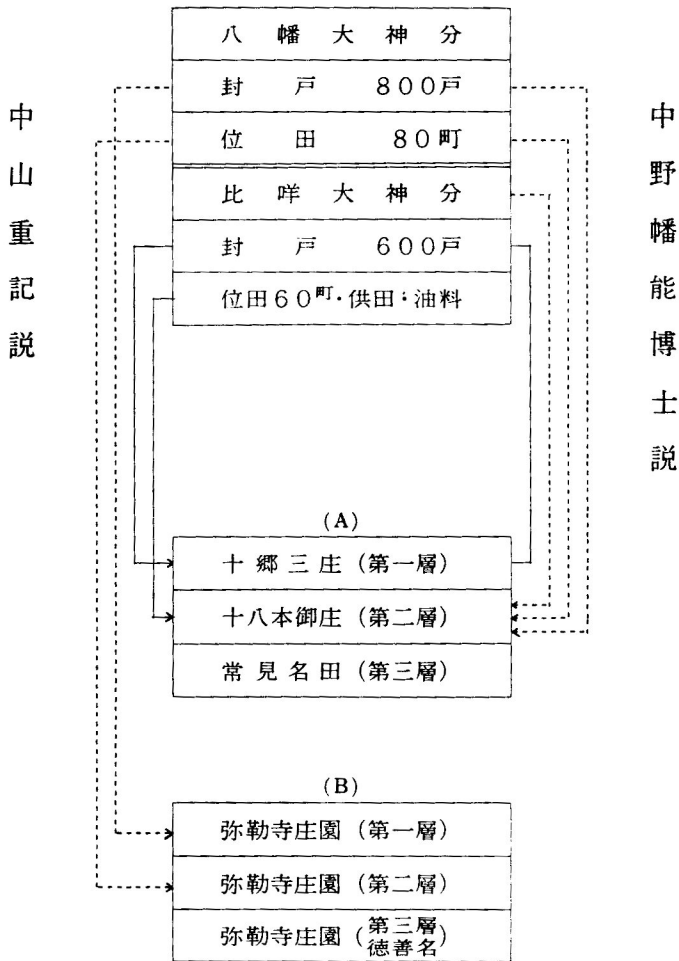 八幡大神分
封戸 800戸
位田 80町
比咩大神分
封戸 600戸
位田60町・供田・油料
中山重記説
中野幡能博士説
(A)
十郷三庄(第一層)
十八本御庄(第二層)
常見名田(第三層)
(B)
弥勒寺庄園(第一層)
弥勒寺庄園(第二層)
弥勒寺庄園(第三層
徳善名)